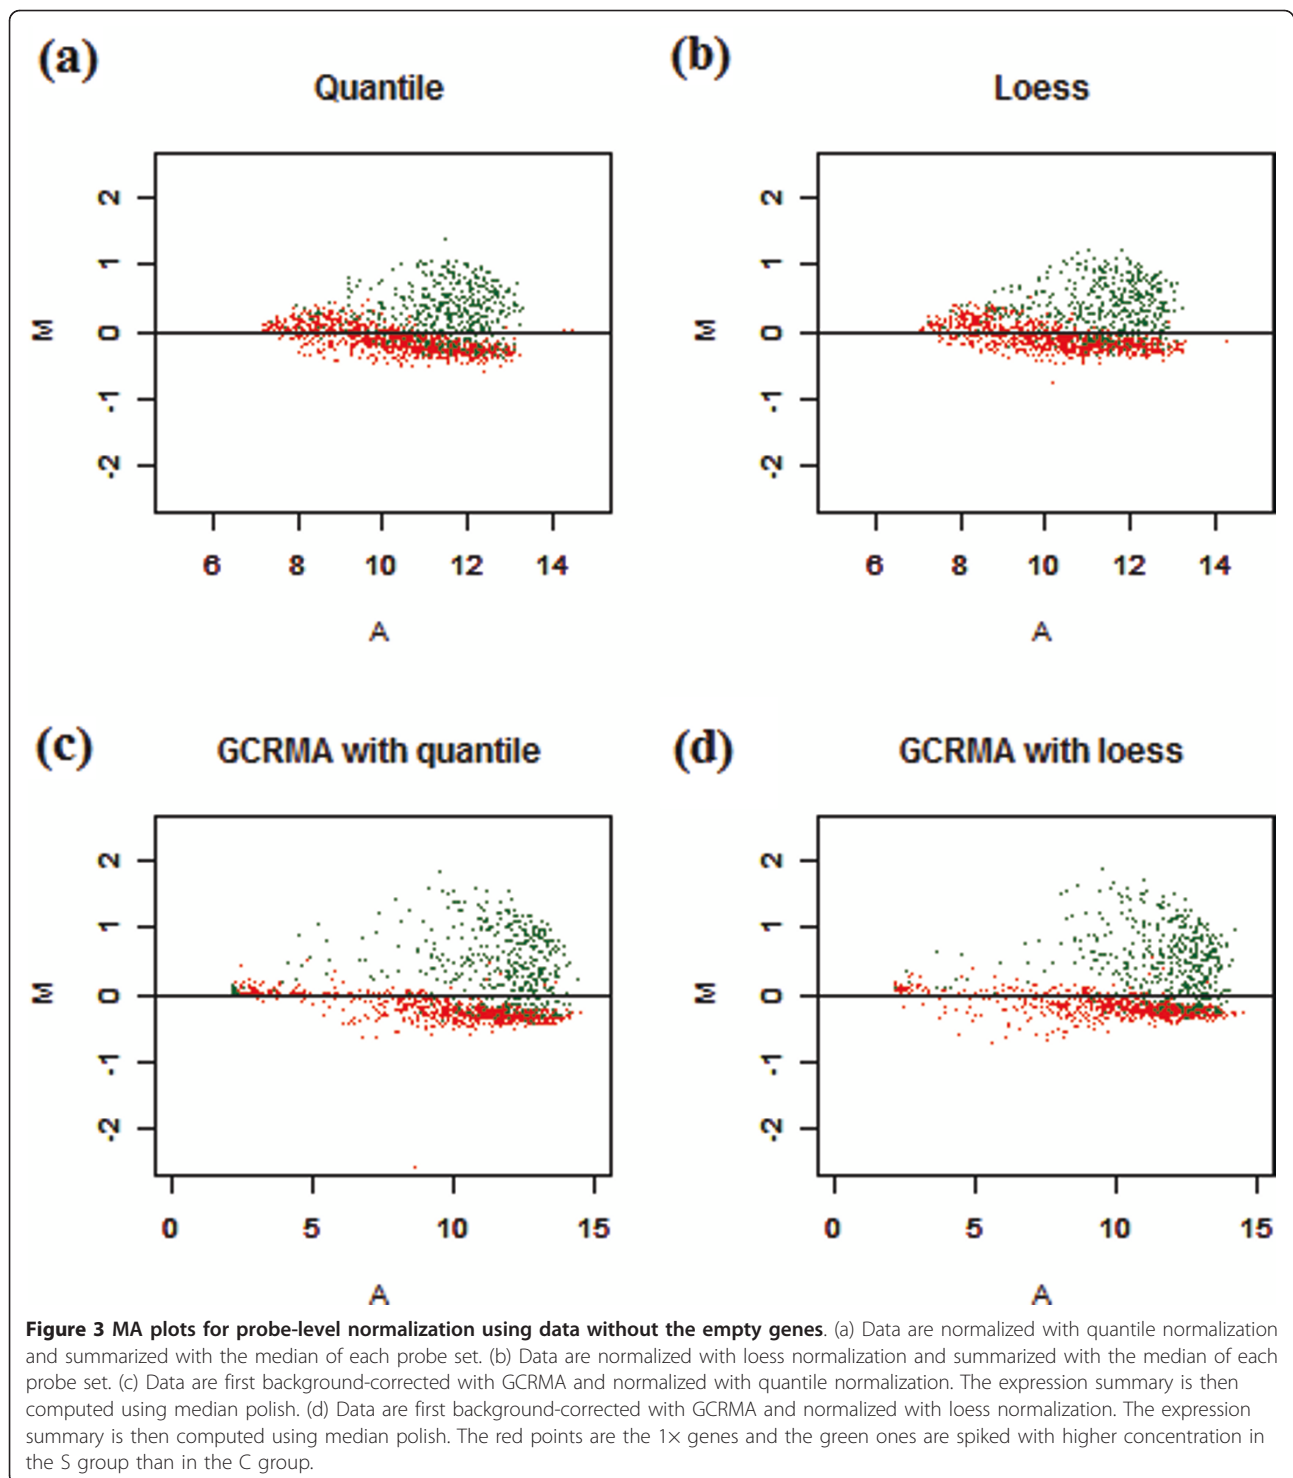 (a)
Quantile
2
1
0
-1
-2
M
6 8 10 12 14
A
(b)
Loess
2
1
0
-1
-2
M
6 8 10 12 14
A
(c)
GCRMA with quantile
2
1
0
-1
-2
M
0 5 10 15
A
(d)
GCRMA with loess
2
1
0
-1
-2
M
0 5 10 15
A
Figure 3 MA plots for probe-level normalization using data without the empty genes. (a) Data are normalized with quantile normalization
and summarized with the median of each probe set. (b) Data are normalized with loess normalization and summarized with the median of each
probe set. (c) Data are first background-corrected with GCRMA and normalized with quantile normalization. The expression summary is then
computed using median polish. (d) Data are first background-corrected with GCRMA and normalized with loess normalization. The expression
summary is then computed using median polish. The red points are the 1× genes and the green ones are spiked with higher concentration in
the S group than in the C group.